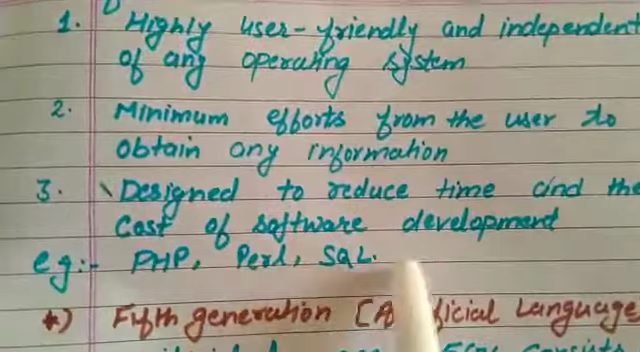 1. Highly user-friendly and independent
of any operating system
2. Minimum efforts from the user to
obtain any information
3. Designed to reduce time and the
Cost of software development
eg:- PHP, Perl, SQL.
*) Fifth generation [A ficial Language
consists